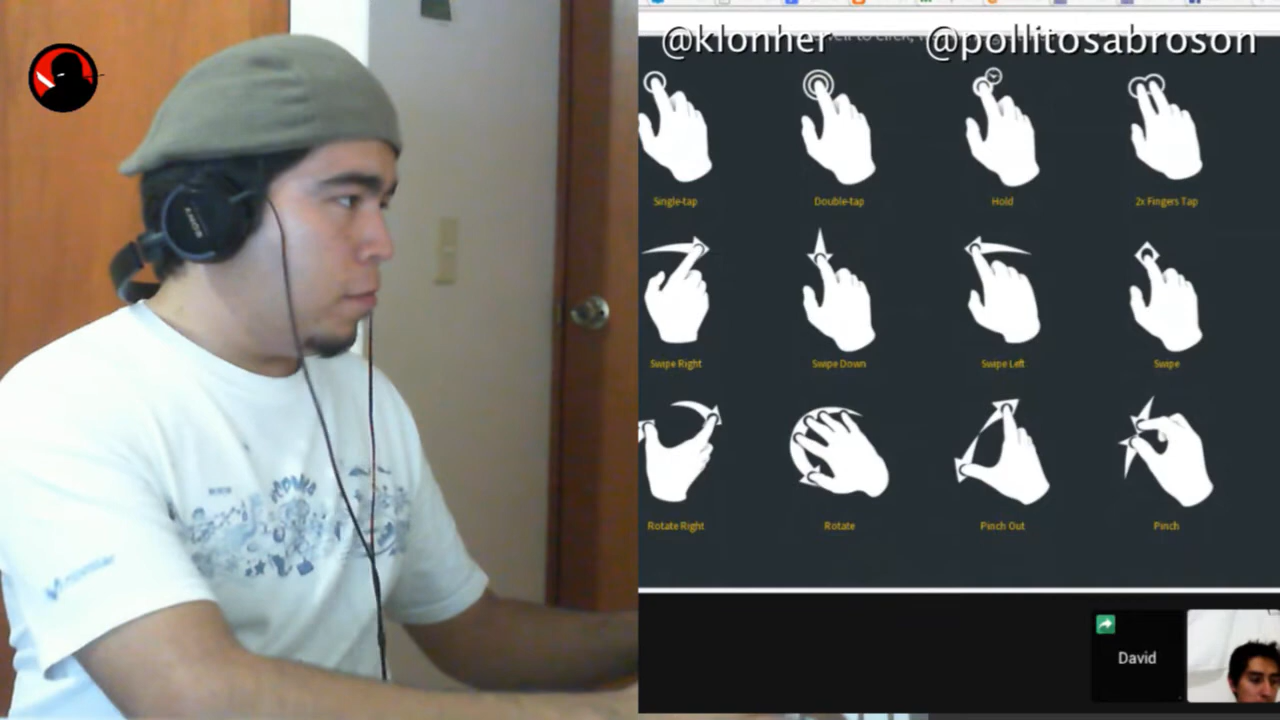 @klonher @pollitosabroson
Single-tap Double-tap Hold 2x Fingers Tap
Swipe Right Swipe Down Swipe Left Swipe
Rotate Right Rotate Pinch Out Pinch
David
SONY